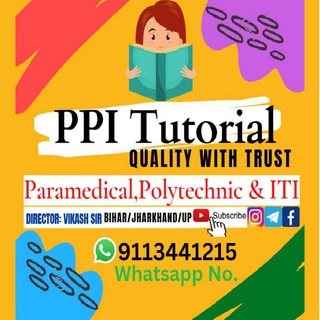 PPI Tutorial
QUALITY WITH TRUST
Paramedical,Polytechnic & ITI
DIRECTOR: VIKASH SIR BIHAR/JHARKHAND/UP Subscribe
9113441215
Whatsapp No.